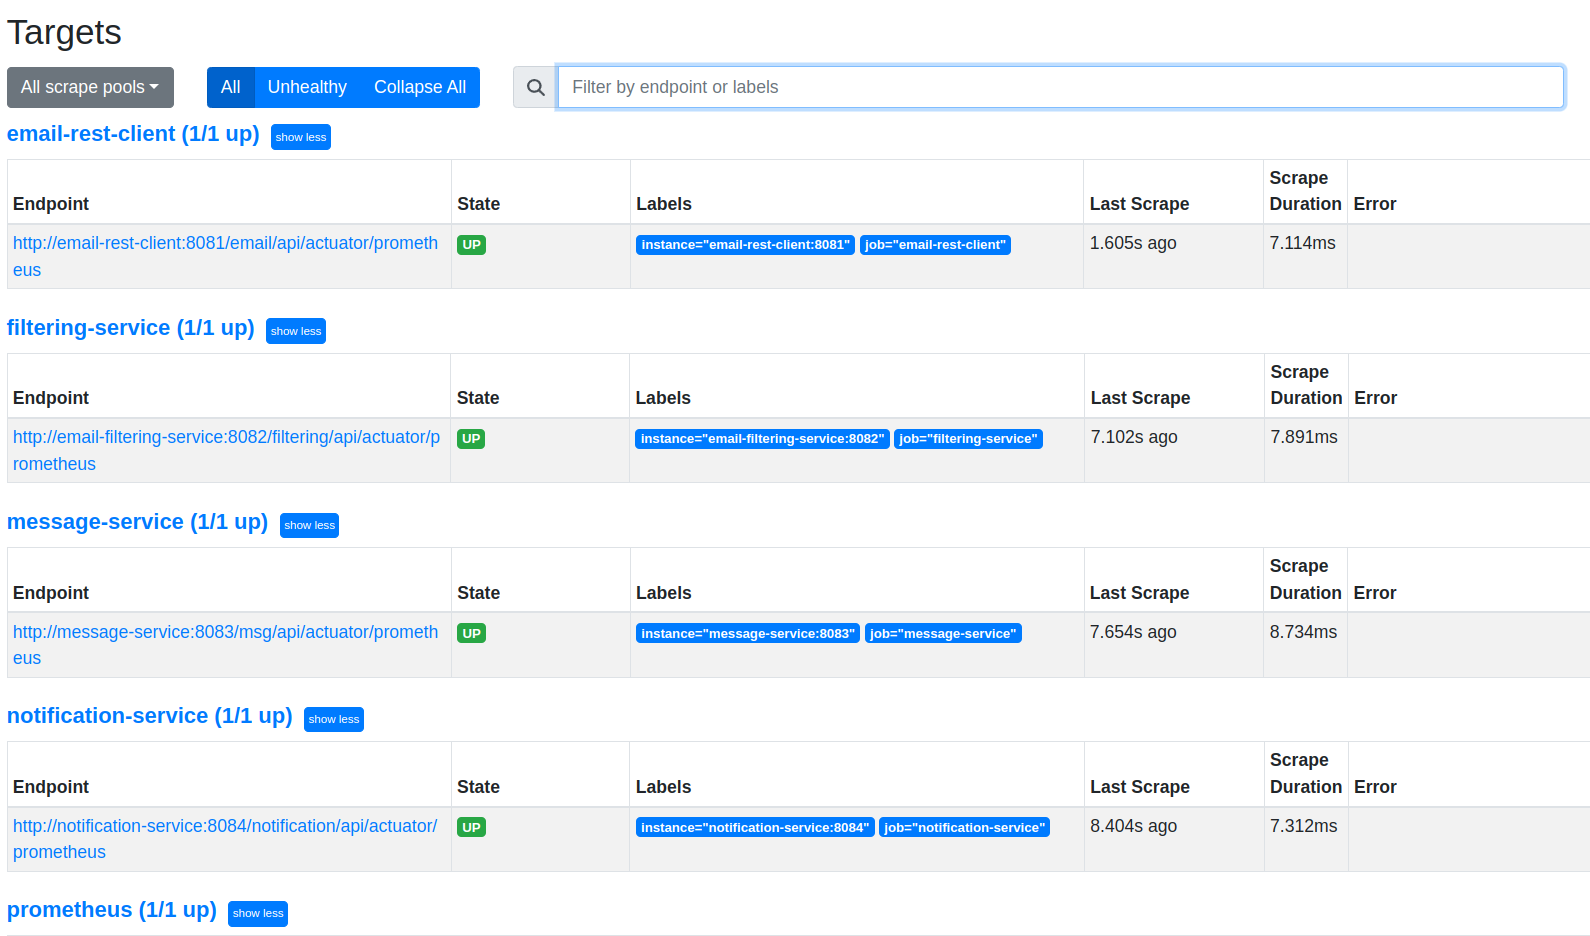 Targets
All scrape pools All Unhealthy Collapse All Filter by endpoint or labels
email-rest-client (1/1 up) show less
Scrape
Endpoint State Labels Last Scrape Duration Error
http://email-rest-client:8081/email/api/actuator/prometh UP instance="email-rest-client:8081" job="email-rest-client" 1.605s ago 7.114ms
eus
filtering-service (1/1 up) show less
Scrape
Endpoint State Labels Last Scrape Duration Error
http://email-filtering-service:8082/filtering/api/actuator/p UP instance="email-filtering-service:8082" job="filtering-service" 7.102s ago 7.891ms
rometheus
message-service (1/1 up) show less
Scrape
Endpoint State Labels Last Scrape Duration Error
http://message-service:8083/msg/api/actuator/prometh UP instance="message-service:8083" job="message-service" 7.654s ago 8.734ms
eus
notification-service (1/1 up) show less
Scrape
Endpoint State Labels Last Scrape Duration Error
http://notification-service:8084/notification/api/actuator/ UP instance="notification-service:8084" job="notification-service" 8.404s ago 7.312ms
prometheus
prometheus (1/1 up) show less